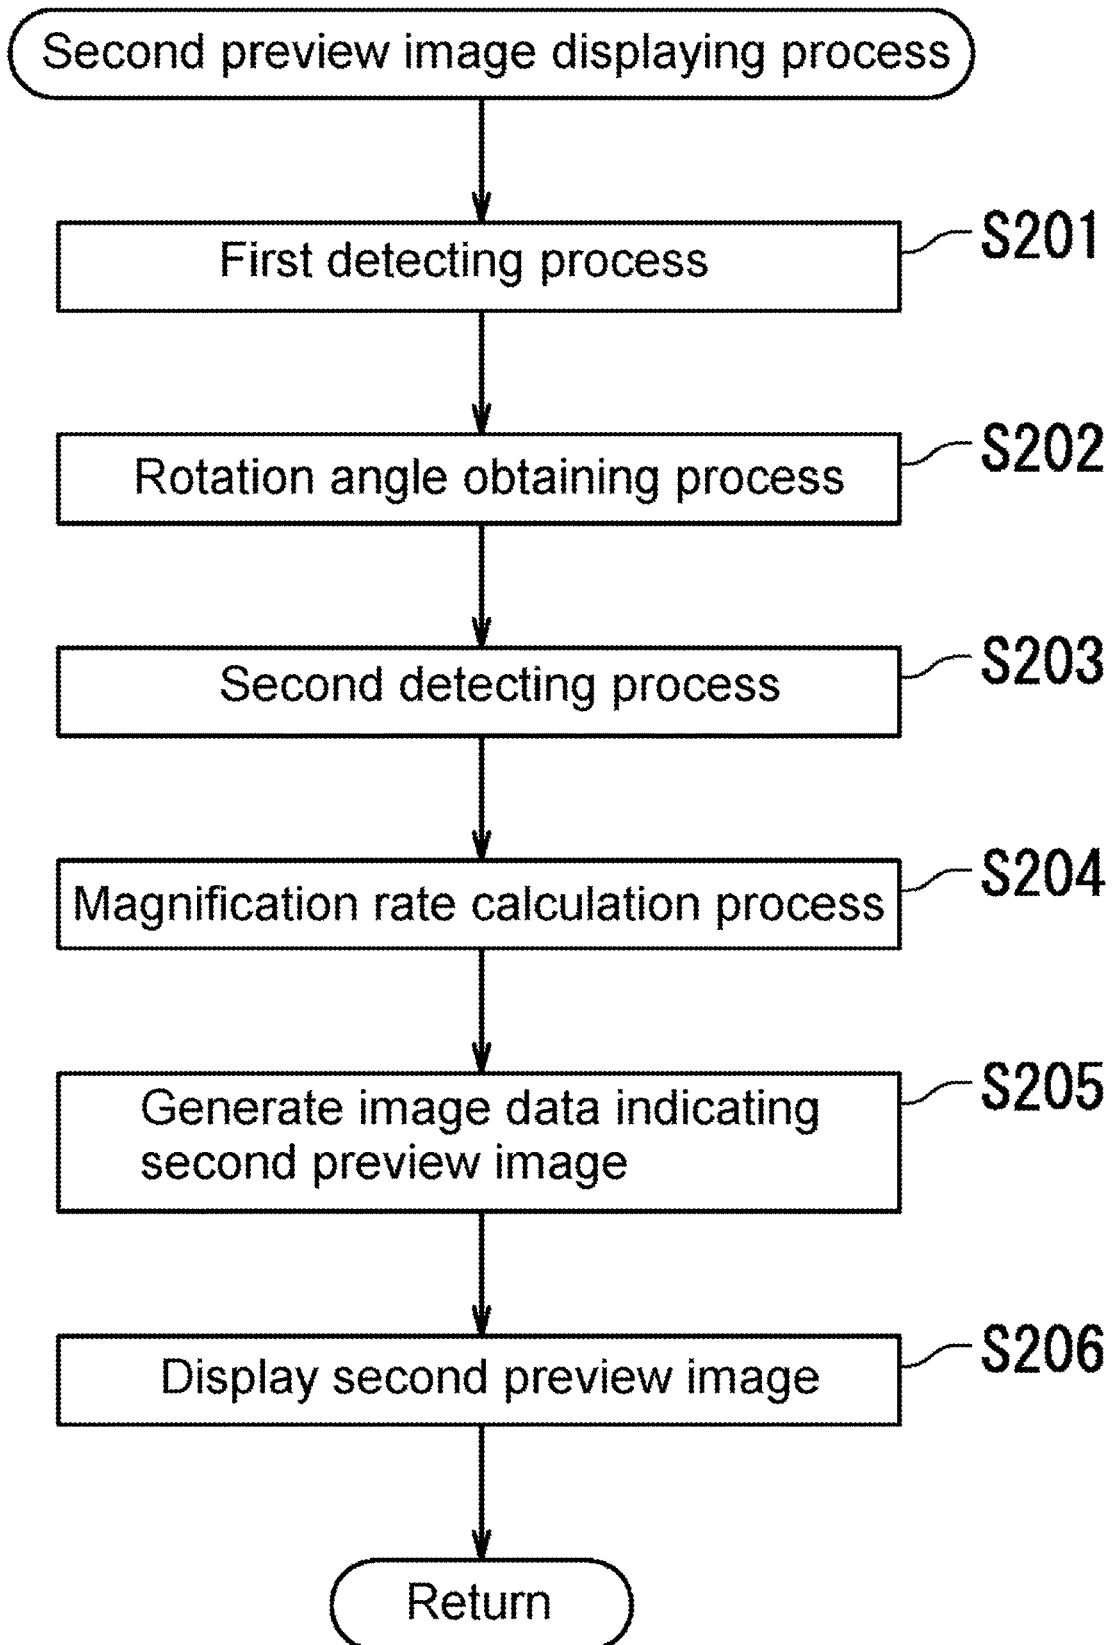 Second preview image displaying process
S201
First detecting process
S202
Rotation angle obtaining process
S203
Second detecting process
S204
Magnification rate calculation process
S205
Generate image data indicating
second preview image
S206
Display second preview image
Return